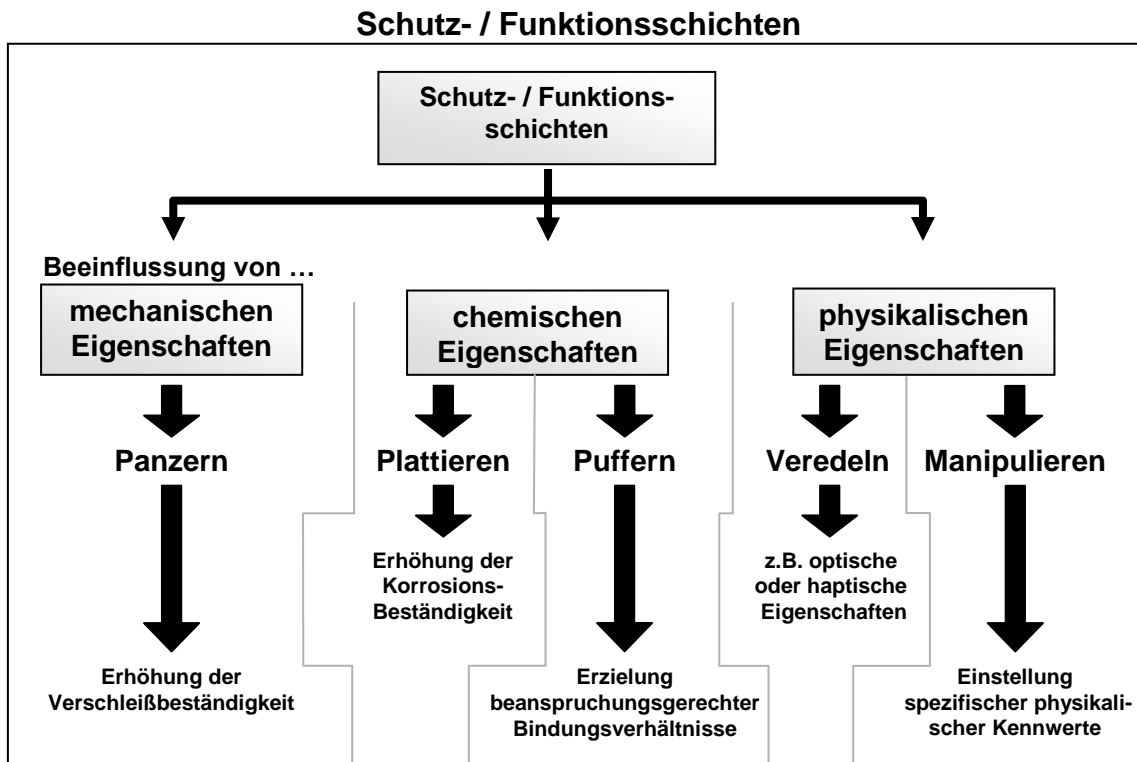 Schutz- / Funktionsschichten
Schutz- / Funktions-
schichten
Beeinflussung von …
mechanischen
Eigenschaften
chemischen
Eigenschaften
physikalischen
Eigenschaften
Panzern
Plattieren
Puffern
Veredeln
Manipulieren
Erhöhung der
Korrosions-
Beständigkeit
z.B. optische
oder haptische
Eigenschaften
Erhöhung der
Verschleißbeständigkeit
Erzielung
beanspruchungsgerechter
Bindungsverhältnisse
Einstellung
spezifischer physikali-
scher Kennwerte